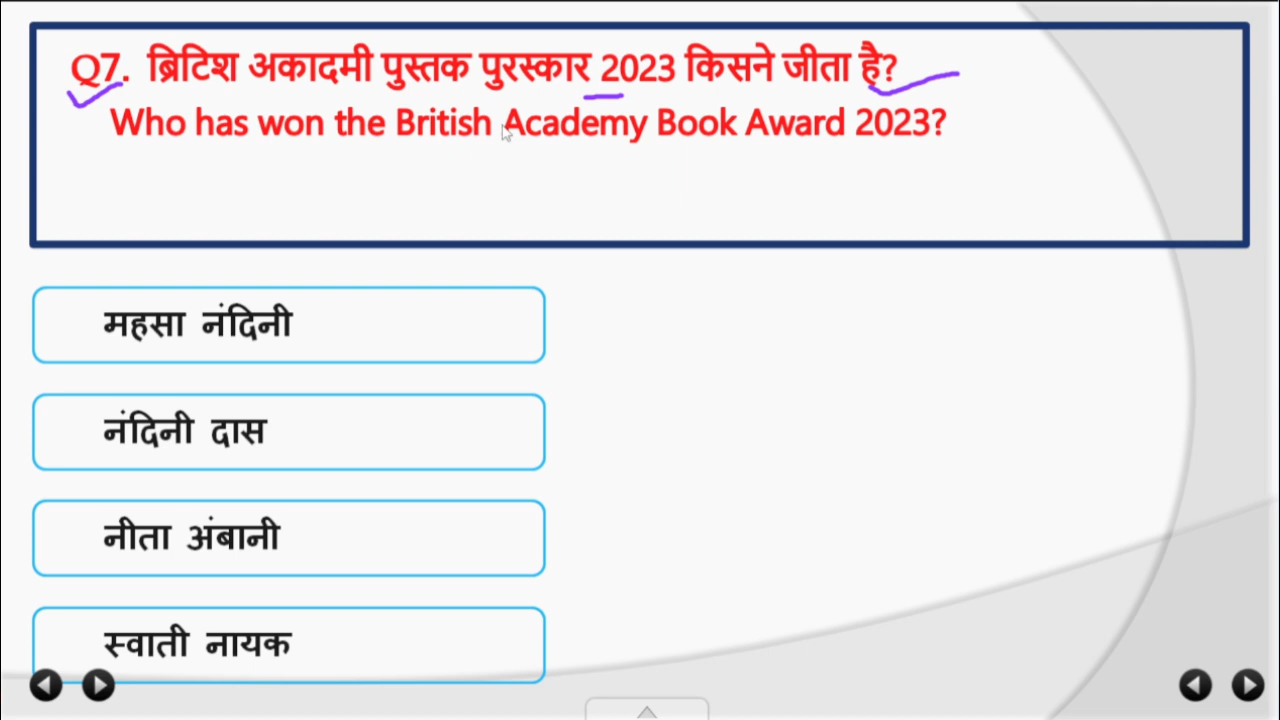 Q7. ब्रिटिश अकादमी पुस्तक पुरस्कार 2023 किसने जीता है?
Who has won the British Academy Book Award 2023?
महसा नंदिनी
नंदिनी दास
नीता अंबानी
स्वाती नायक